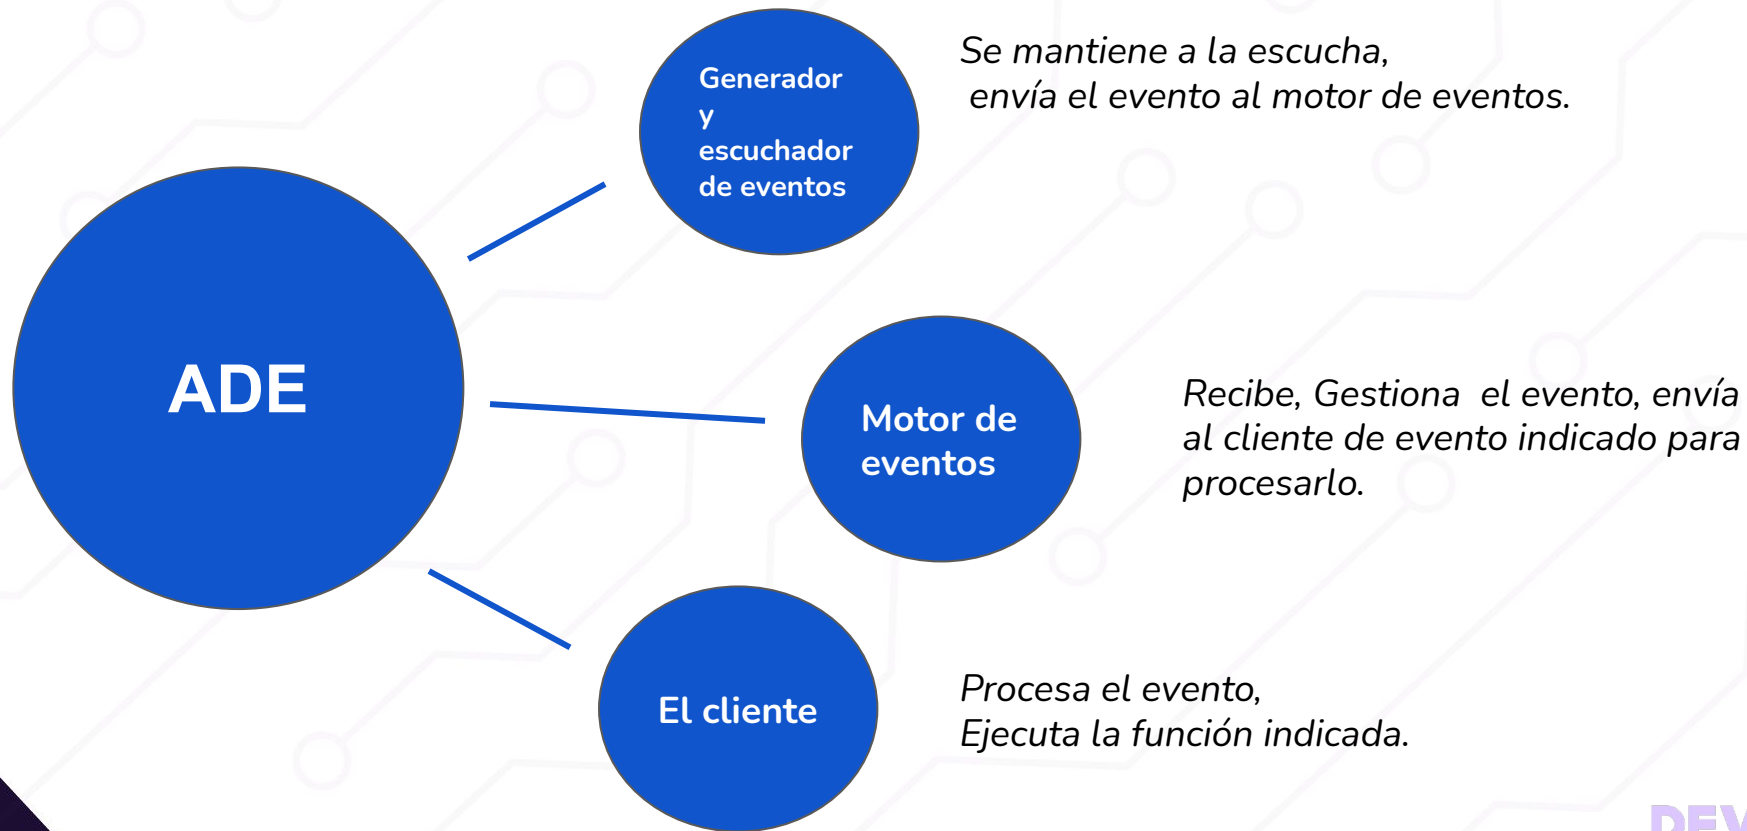 Generador
y
escuchador
de eventos
Se mantiene a la escucha,
envía el evento al motor de eventos.
ADE
Motor de
eventos
Recibe, Gestiona el evento, envía
al cliente de evento indicado para
procesarlo.
El cliente
Procesa el evento,
Ejecuta la función indicada.
DEV